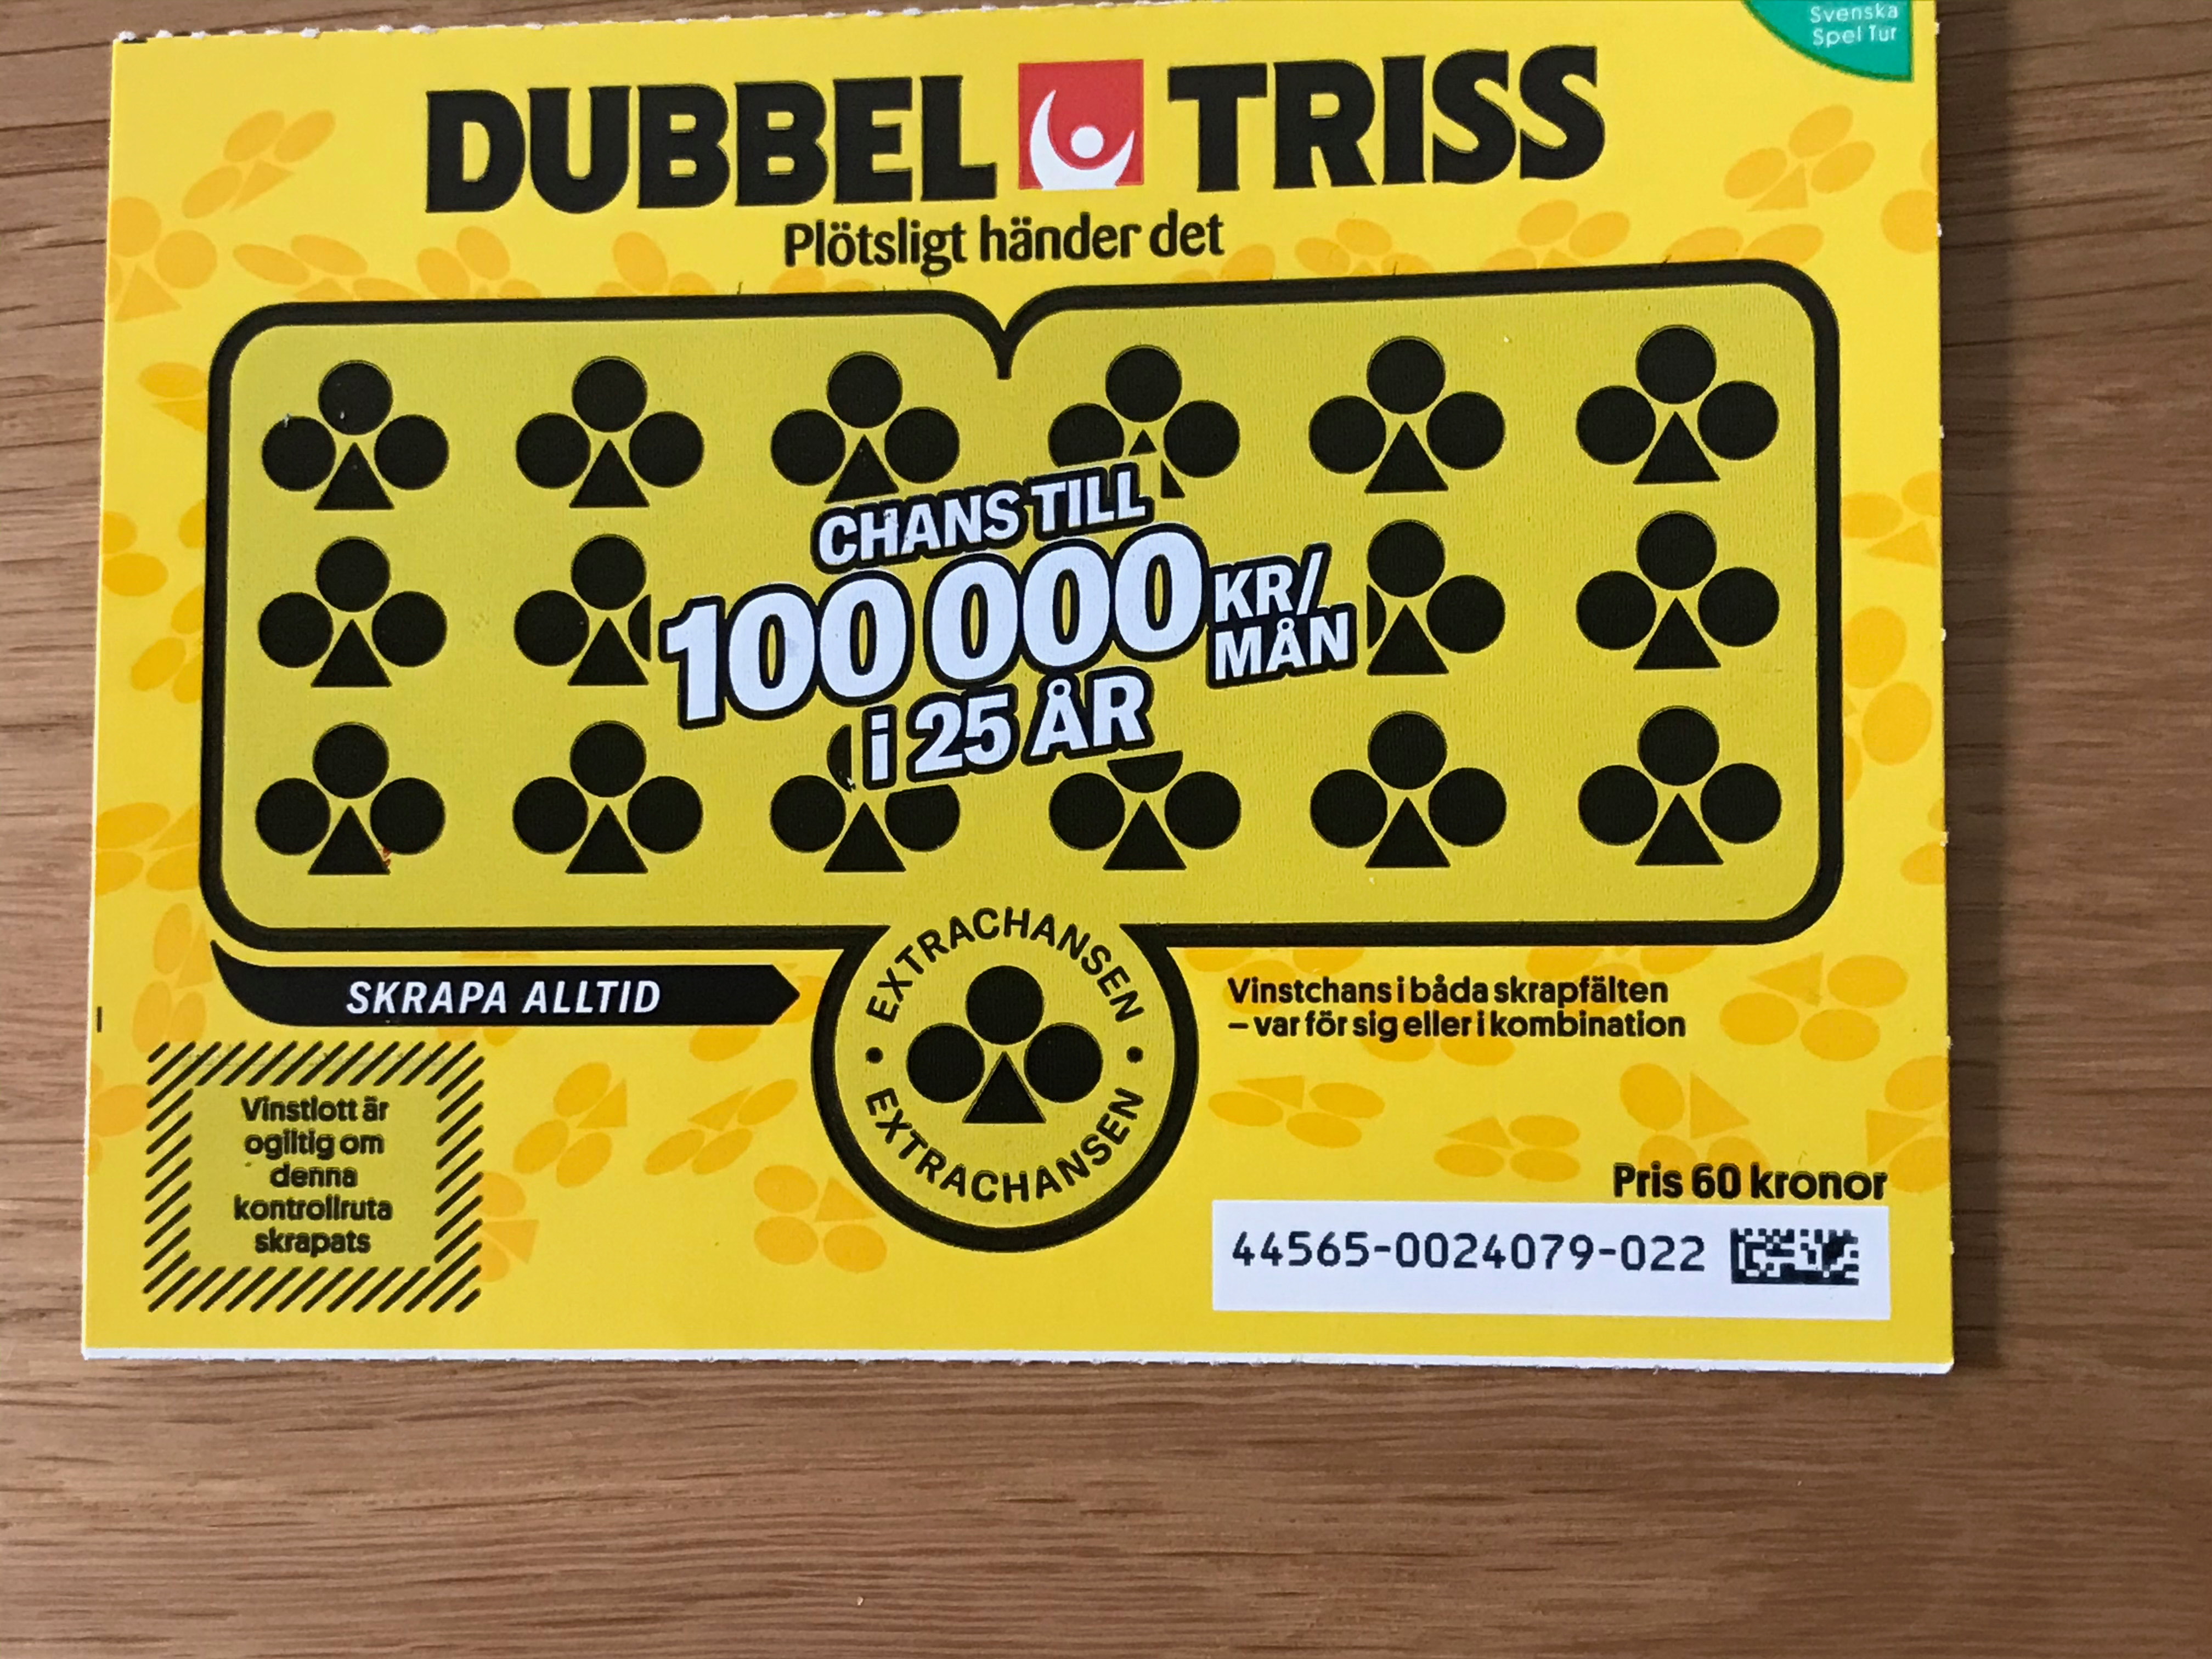 Svenska
Spel Tur
DUBBEL TRISS
Plötsligt händer det
CHANS TILL
100 000 KR/
MÅN
i 25 ÅR
EXTRACHANSEN
SKRAPA ALLTID
EXTRACHANSEN
Vinstchans i båda skrapfälten
– var för sig eller i kombination
Vinstlott är
ogiltig om
denna
kontrollruta
skrapats
Pris 60 kronor
44565-0024079-022